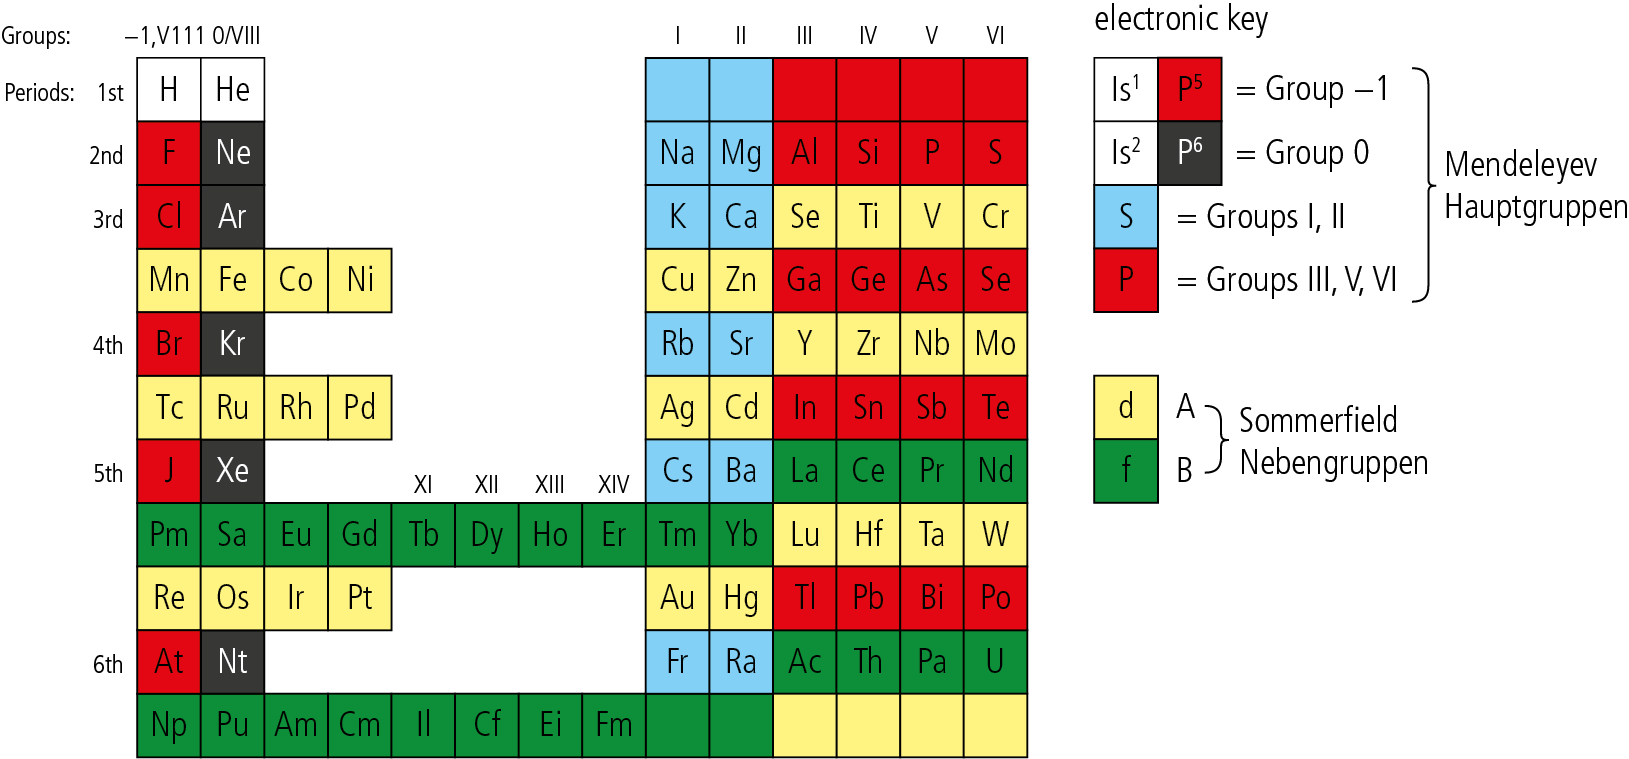 Groups: –1,V111 0/VIII I II III IV V VI
Periods: 1st H He
2nd F Ne Na Mg Al Si P S
3rd Cl Ar K Ca Se Ti V Cr
Mn Fe Co Ni Cu Zn Ga Ge As Se
4th Br Kr Rb Sr Y Zr Nb Mo
Tc Ru Rh Pd Ag Cd In Sn Sb Te
5th J Xe XI XII XIII XIV Cs Ba La Ce Pr Nd
Pm Sa Eu Gd Tb Dy Ho Er Tm Yb Lu Hf Ta W
Re Os Ir Pt Au Hg Tl Pb Bi Po
6th At Nt Fr Ra Ac Th Pa U
Np Pu Am Cm Il Cf Ei Fm
electronic key
Is¹ P⁵ = Group –1
Is² P⁶ = Group 0
S = Groups I, II
P = Groups III, V, VI
Mendeleyev
Hauptgruppen
d A
f B
Sommerfield
Nebengruppen